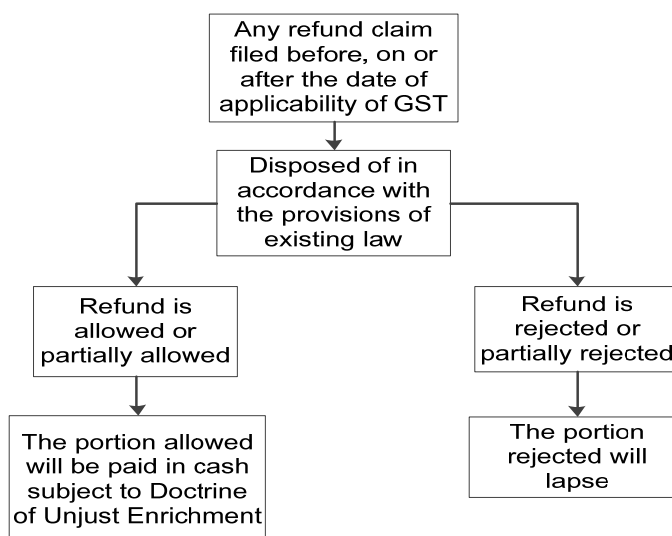 Any refund claim
filed before, on or
after the date of
applicability of GST
Disposed of in
accordance with
the provisions of
existing law
Refund is
allowed or
partially allowed
Refund is
rejected or
partially rejected
The portion allowed
will be paid in cash
subject to Doctrine
of Unjust Enrichment
The portion
rejected will
lapse